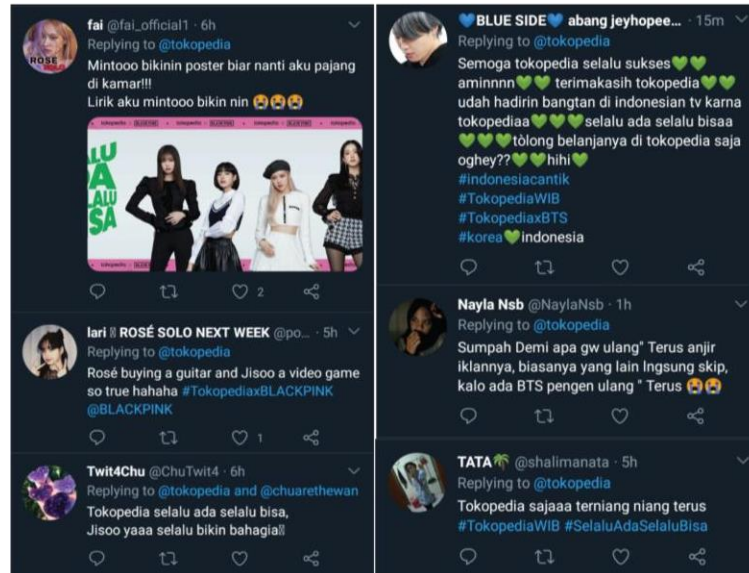 fai @fai_official1 · 6h
Replying to @tokopedia
Mintooo bikinin poster biar nanti aku pajang
di kamar!!!
Lirik aku mintooo bikin nin 😭😭😭
tokopedia BLACKPINK
ALU
DA
LALU
SA
2
lari ROSÉ SOLO NEXT WEEK @po... · 5h
Replying to @tokopedia
Rosé buying a guitar and Jisoo a video game
so true hahaha #TokopediaxBLACKPINK
@BLACKPINK
1
Twit4Chu @ChuTwit4 · 6h
Replying to @tokopedia and @chuarethewan
Tokopedia selalu ada selalu bisa,
Jisoo yaaa selalu bikin bahagia
💙BLUE SIDE💙 abang jeyhopee... · 15m
Replying to @tokopedia
Semoga tokopedia selalu sukses💚💚
aminnnn💚💚 terimakasih tokopedia💚💚
udah hadirin bangtan di indonesian tv karna
tokopediaa💚💚💚selalu ada selalu bisaa
💚💚💚tòlong belanjanya di tokopedia saja
oghey??💚💚hihi💚
#indonesiacantik
#TokopediaWIB
#TokopediaxBTS
#korea💚indonesia
Nayla Nsb @NaylaNsb · 1h
Replying to @tokopedia
Sumpah Demi apa gw ulang" Terus anjir
iklannya, biasanya yang lain lngsung skip,
kalo ada BTS pengen ulang " Terus 😭😭
TATA🌴 @shalimanata · 5h
Replying to @tokopedia
Tokopedia sajaaa terniang niang terus
#TokopediaWIB #SelaluAdaSelaluBisa